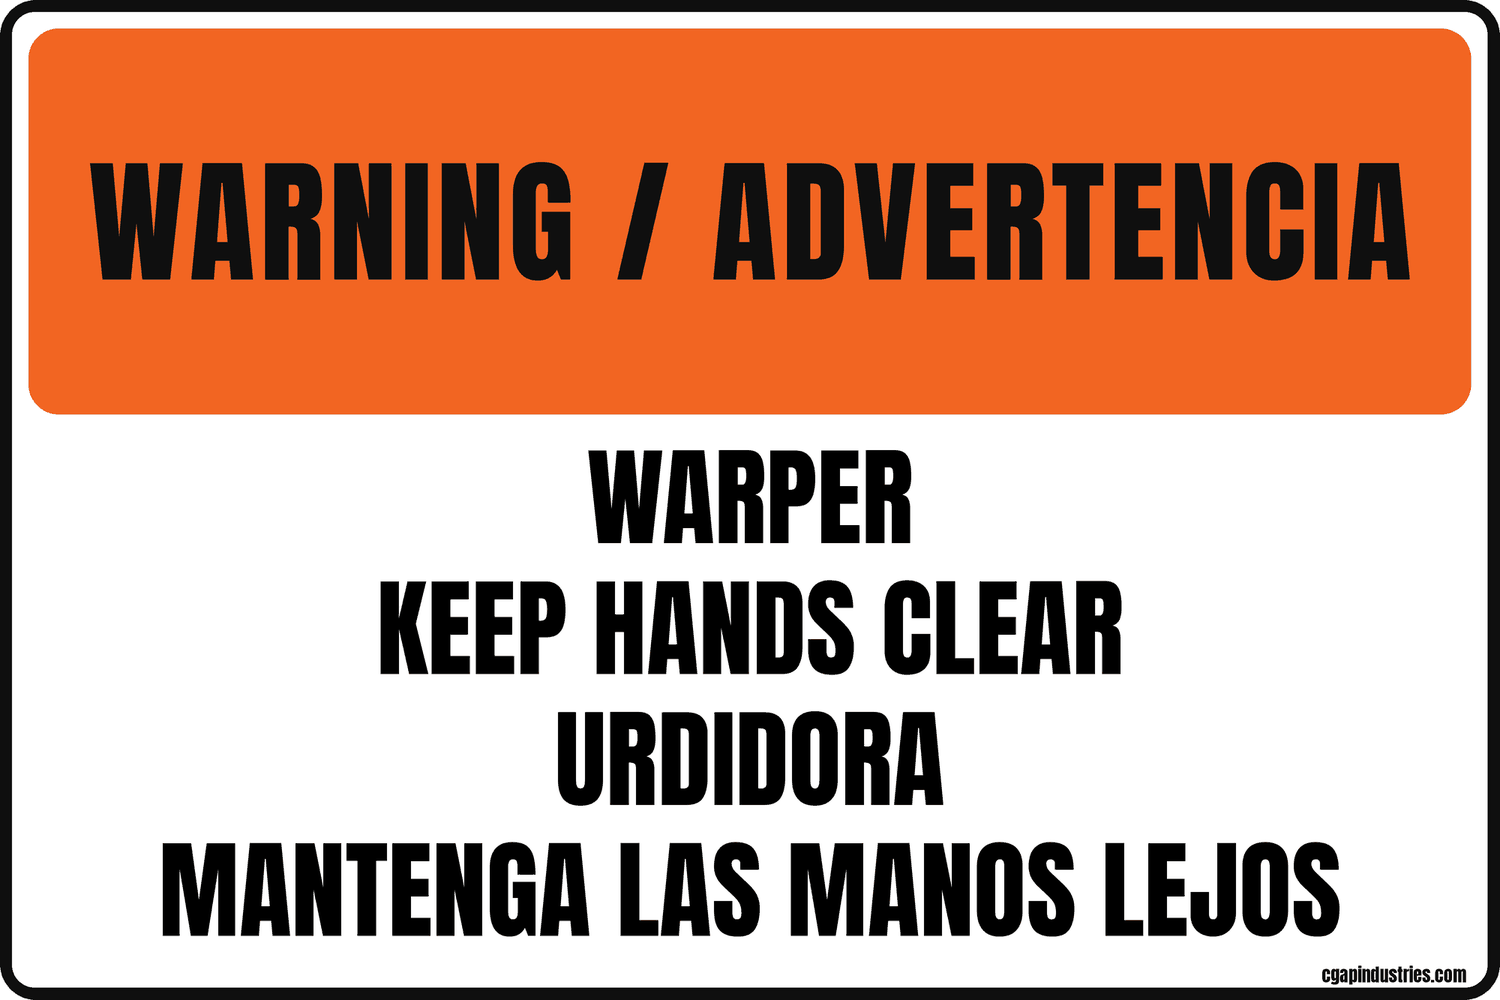 WARNING / ADVERTENCIA
WARPER
KEEP HANDS CLEAR
URDIDORA
MANTENGA LAS MANOS LEJOS
cgapindustries.com